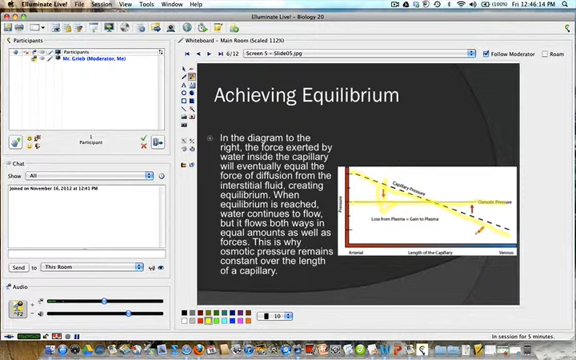 Elluminate Live! File Session View Tools Window Help
(100%) Fri 12:46:14 PM
Elluminate Live! - Biology 20
Participants
Whiteboard - Main Room (Scaled 112%)
6/12
Screen 5 - Slide05.jpg
Follow Moderator
Roam
Participants
Mr. Grieb (Moderator, Me)
1
Participant
Chat
Show
All
Joined on November 16, 2012 at 12:41 PM
Send to
This Room
Audio
Achieving Equilibrium
In the diagram to the
right, the force exerted by
water inside the capillary
will eventually equal the
force of diffusion from the
interstitial fluid, creating
equilibrium. When
equilibrium is reached,
water continues to flow,
but it flows both ways in
equal amounts as well as
forces. This is why
osmotic pressure remains
constant over the length
of a capillary.
Pressure
Capillary Pressure
Osmotic Pressure
Loss from Plasma = Gain to Plasma
Arterial
Length of the Capillary
Venous
10
In session for 5 minutes.